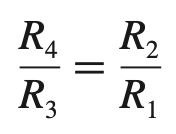 R₄/R₃ = R₂/R₁